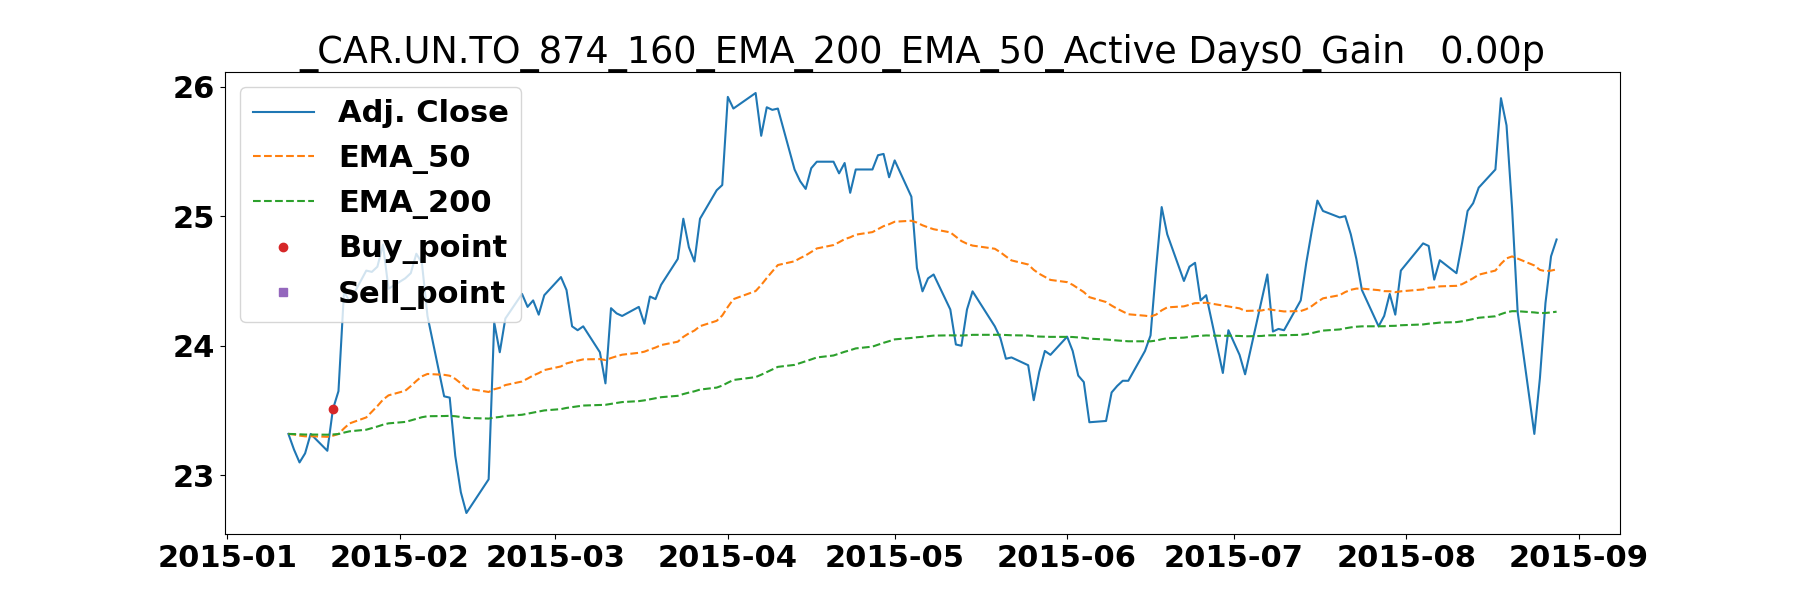 _CAR.UN.TO_874_160_EMA_200_EMA_50_Active Days0_Gain   0.00p
26
25
24
23
Adj. Close
EMA_50
EMA_200
Buy_point
Sell_point
2015-01 2015-02 2015-03 2015-04 2015-05 2015-06 2015-07 2015-08 2015-09